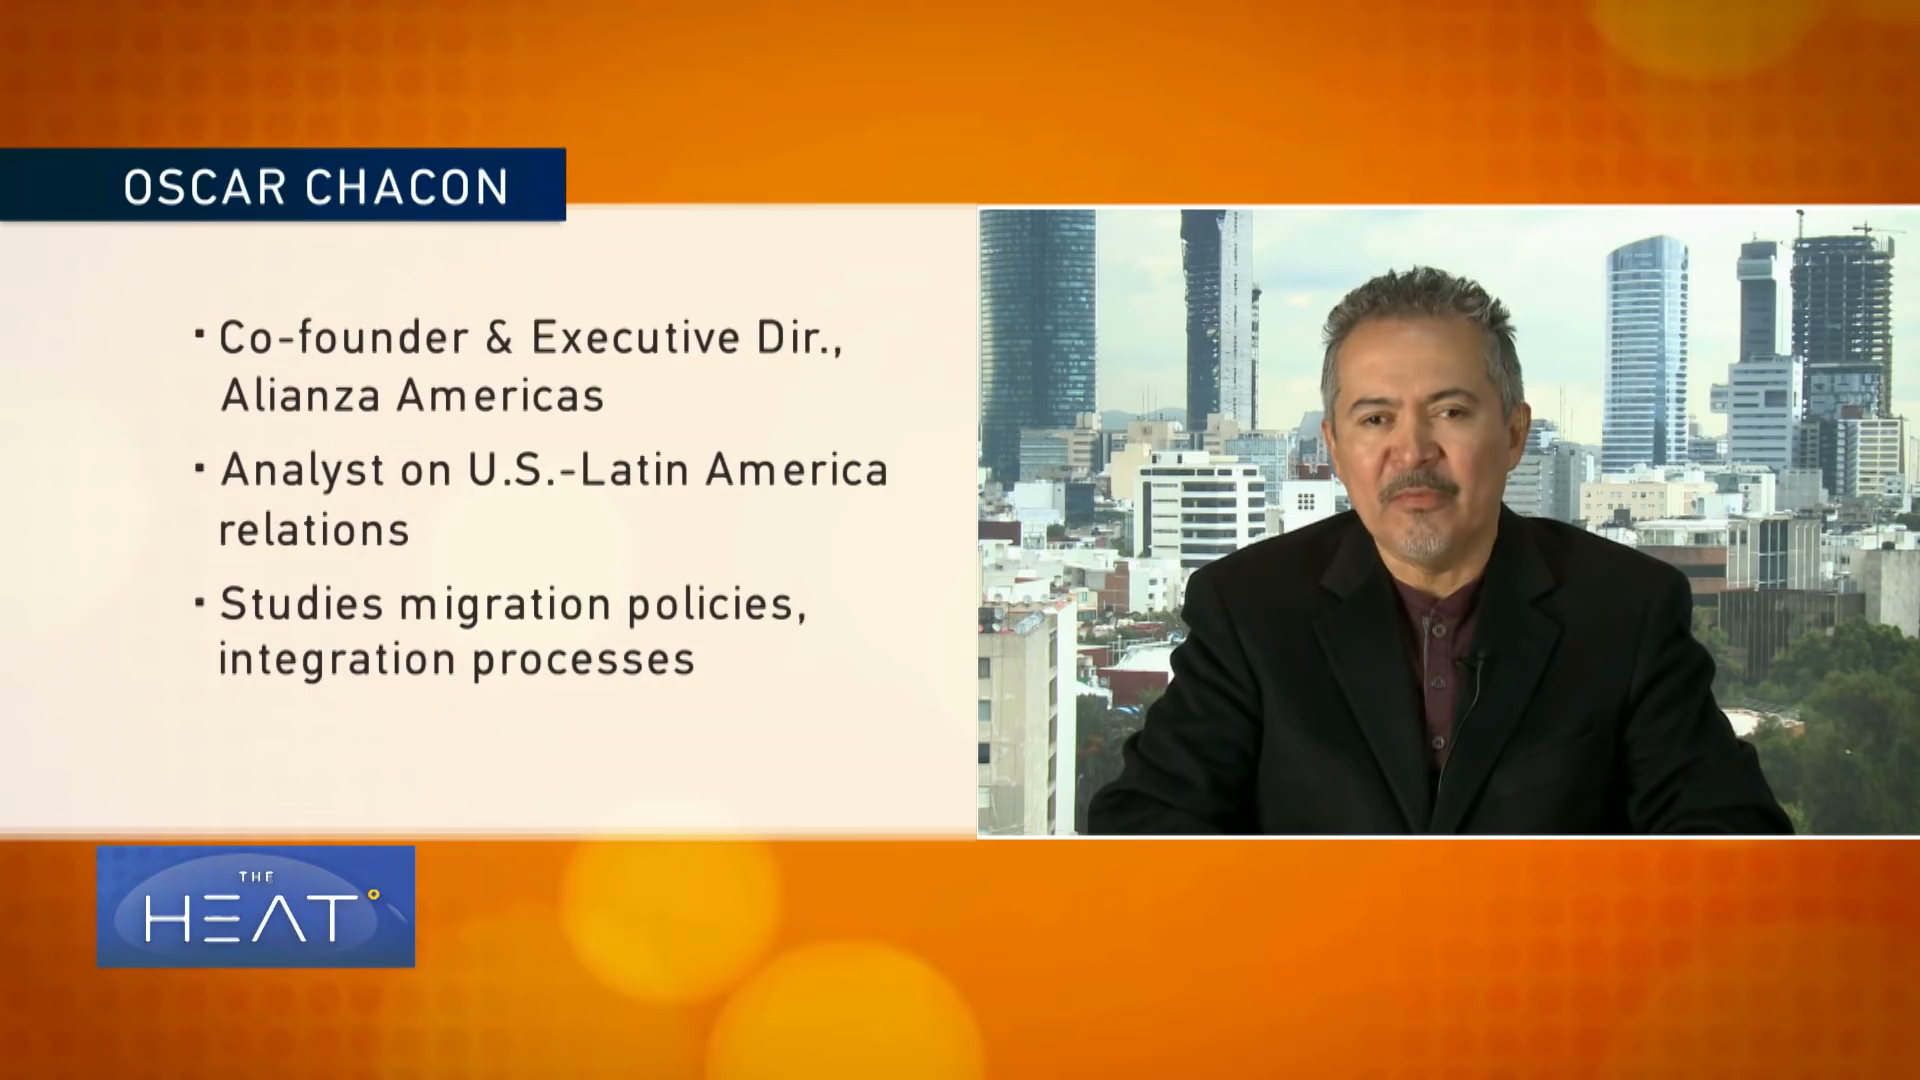 OSCAR CHACON
▪ Co-founder & Executive Dir.,
Alianza Americas
▪ Analyst on U.S.-Latin America
relations
▪ Studies migration policies,
integration processes
THE
HEAT°